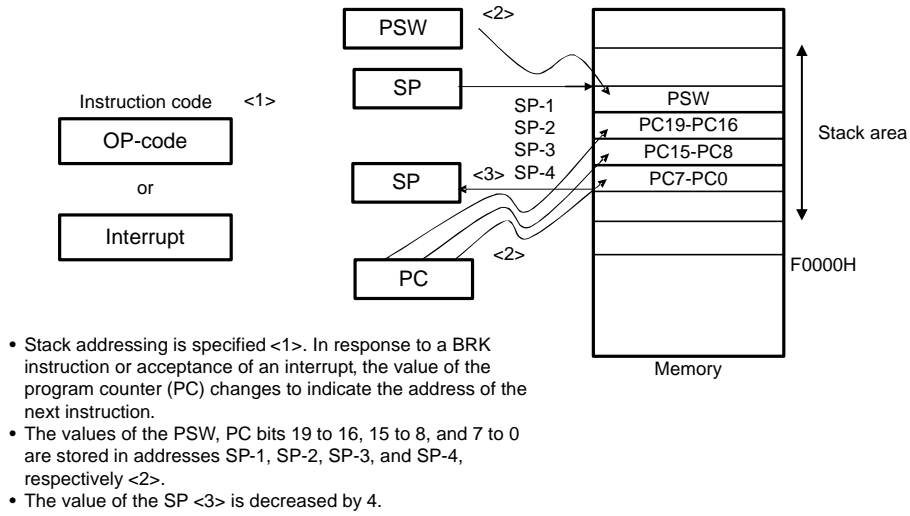 PSW
<2>
SP
Instruction code <1>
OP-code
or
Interrupt
SP-1
SP-2
SP-3
SP-4
PSW
PC19-PC16
PC15-PC8
PC7-PC0
Stack area
SP
<3>
<2>
PC
F0000H
Memory
• Stack addressing is specified <1>. In response to a BRK
instruction or acceptance of an interrupt, the value of the
program counter (PC) changes to indicate the address of the
next instruction.
• The values of the PSW, PC bits 19 to 16, 15 to 8, and 7 to 0
are stored in addresses SP-1, SP-2, SP-3, and SP-4,
respectively <2>.
• The value of the SP <3> is decreased by 4.